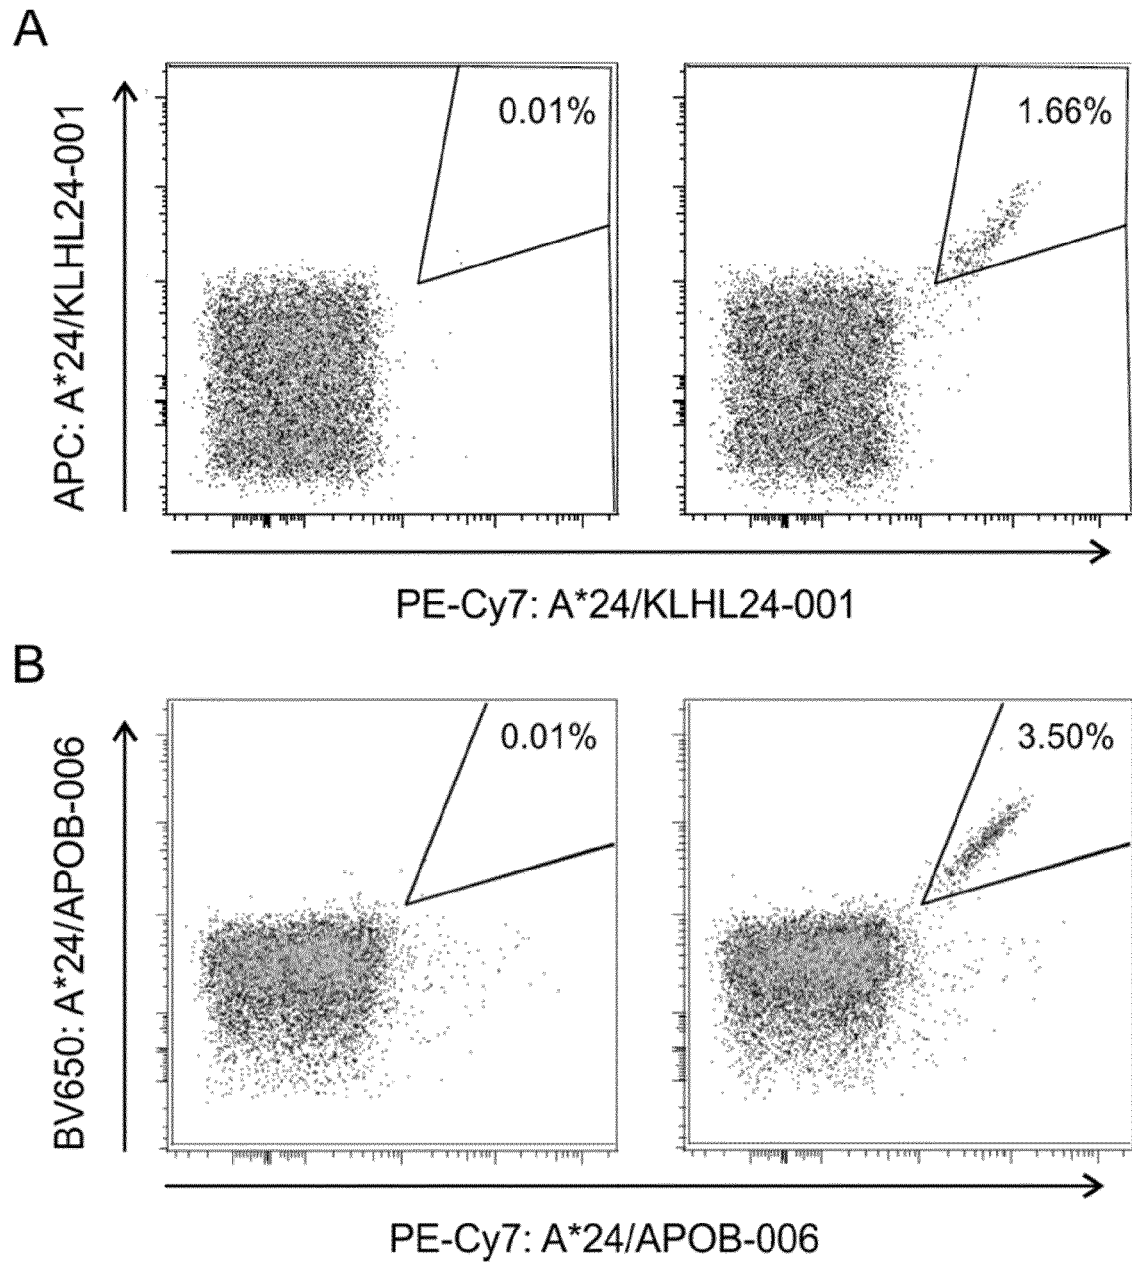 A
APC: A*24/KLHL24-001
0.01%
1.66%
PE-Cy7: A*24/KLHL24-001
B
BV650: A*24/APOB-006
0.01%
3.50%
PE-Cy7: A*24/APOB-006